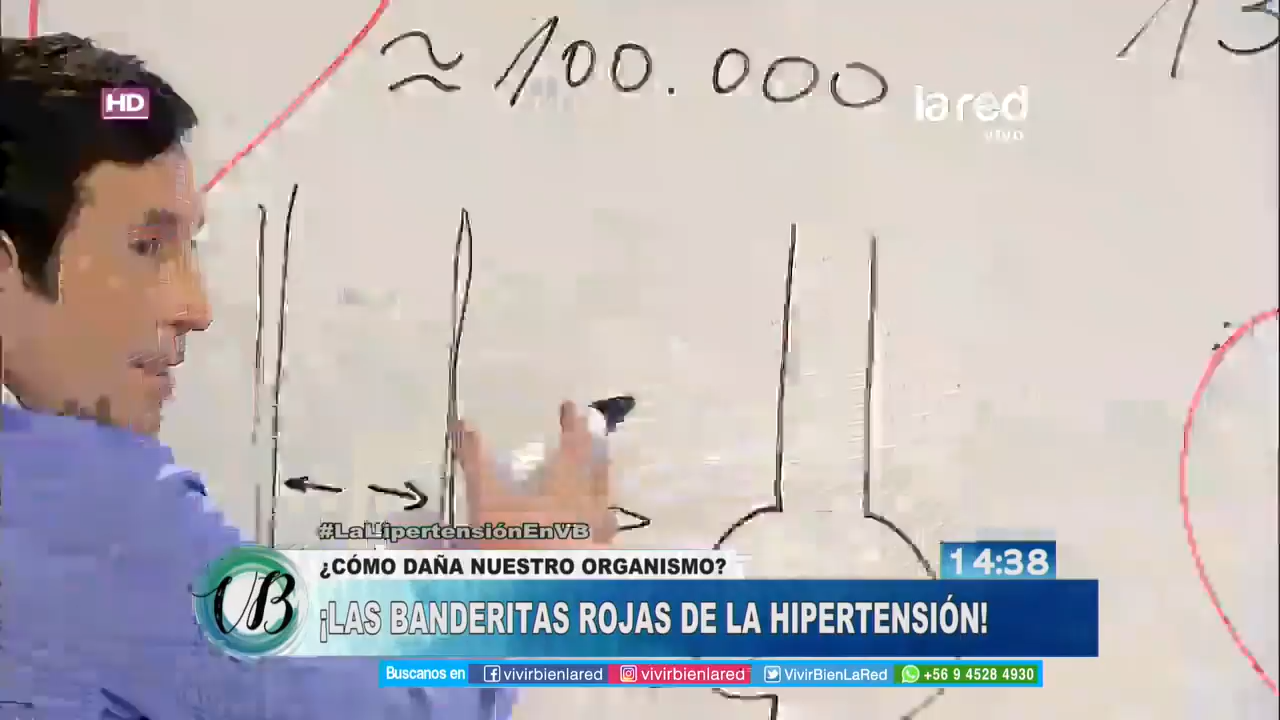 ≈ 100.000
13
HD
la red
VIVO
#LaHipertensiónEnVB
¿CÓMO DAÑA NUESTRO ORGANISMO?
14:38
VB
¡LAS BANDERITAS ROJAS DE LA HIPERTENSIÓN!
Buscanos en vivirbienlared vivirbienlared VivirBienLaRed +56 9 4528 4930